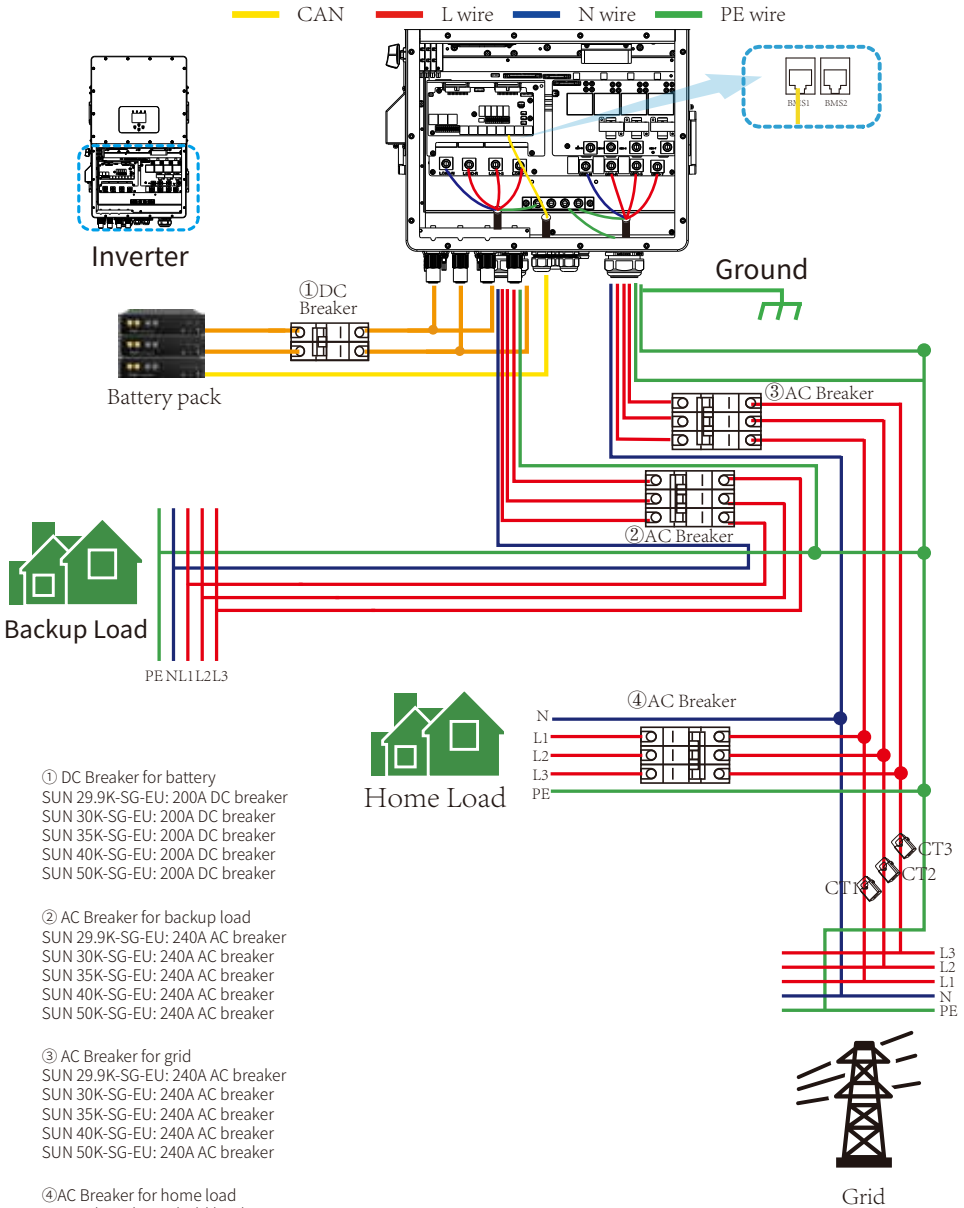 CAN L wire N wire PE wire
BMS1 BMS2
Inverter
Ground
①DC
Breaker
Battery pack
③AC Breaker
②AC Breaker
Backup Load
PE N L1 L2 L3
④AC Breaker
N
L1
L2
L3
PE
Home Load
CT3
CT2
CT1
L3
L2
L1
N
PE
Grid
① DC Breaker for battery
SUN 29.9K-SG-EU: 200A DC breaker
SUN 30K-SG-EU: 200A DC breaker
SUN 35K-SG-EU: 200A DC breaker
SUN 40K-SG-EU: 200A DC breaker
SUN 50K-SG-EU: 200A DC breaker
② AC Breaker for backup load
SUN 29.9K-SG-EU: 240A AC breaker
SUN 30K-SG-EU: 240A AC breaker
SUN 35K-SG-EU: 240A AC breaker
SUN 40K-SG-EU: 240A AC breaker
SUN 50K-SG-EU: 240A AC breaker
③ AC Breaker for grid
SUN 29.9K-SG-EU: 240A AC breaker
SUN 30K-SG-EU: 240A AC breaker
SUN 35K-SG-EU: 240A AC breaker
SUN 40K-SG-EU: 240A AC breaker
SUN 50K-SG-EU: 240A AC breaker
④AC Breaker for home load